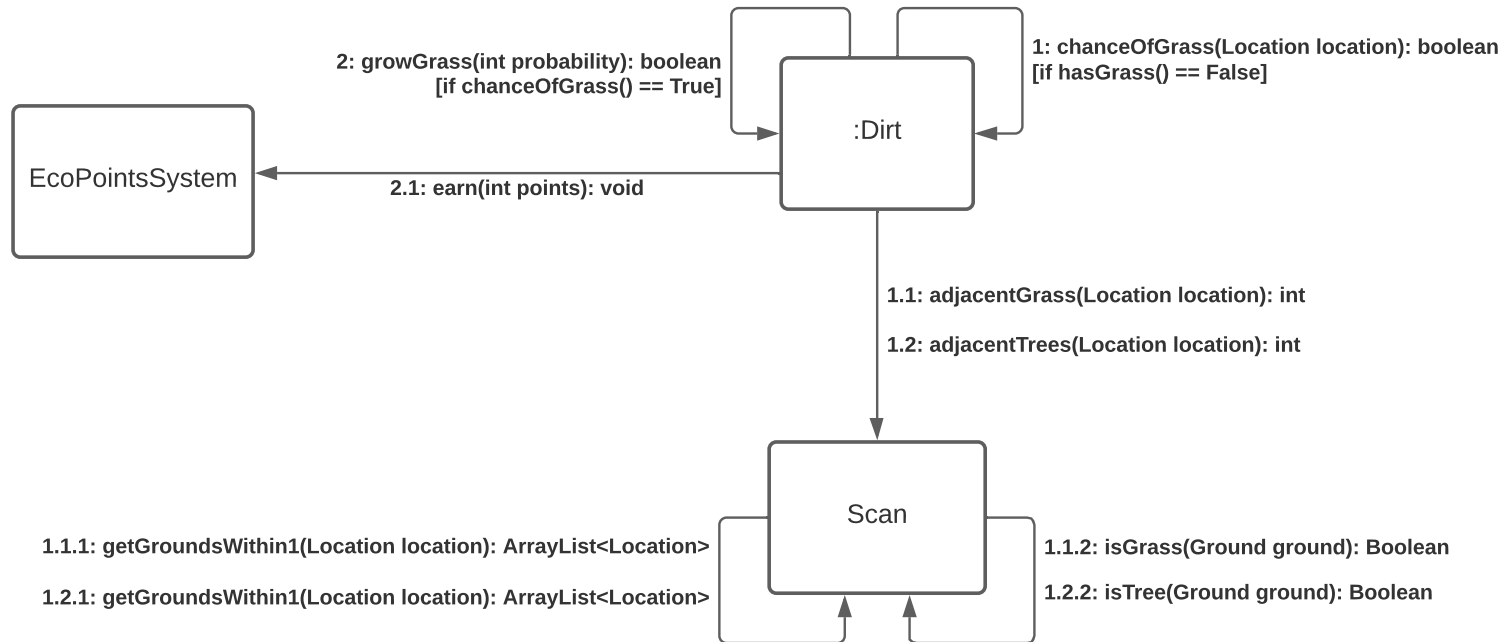 2: growGrass(int probability): boolean
[if chanceOfGrass() == True]
1: chanceOfGrass(Location location): boolean
[if hasGrass() == False]
:Dirt
EcoPointsSystem
2.1: earn(int points): void
1.1: adjacentGrass(Location location): int
1.2: adjacentTrees(Location location): int
Scan
1.1.1: getGroundsWithin1(Location location): ArrayList<Location>
1.2.1: getGroundsWithin1(Location location): ArrayList<Location>
1.1.2: isGrass(Ground ground): Boolean
1.2.2: isTree(Ground ground): Boolean